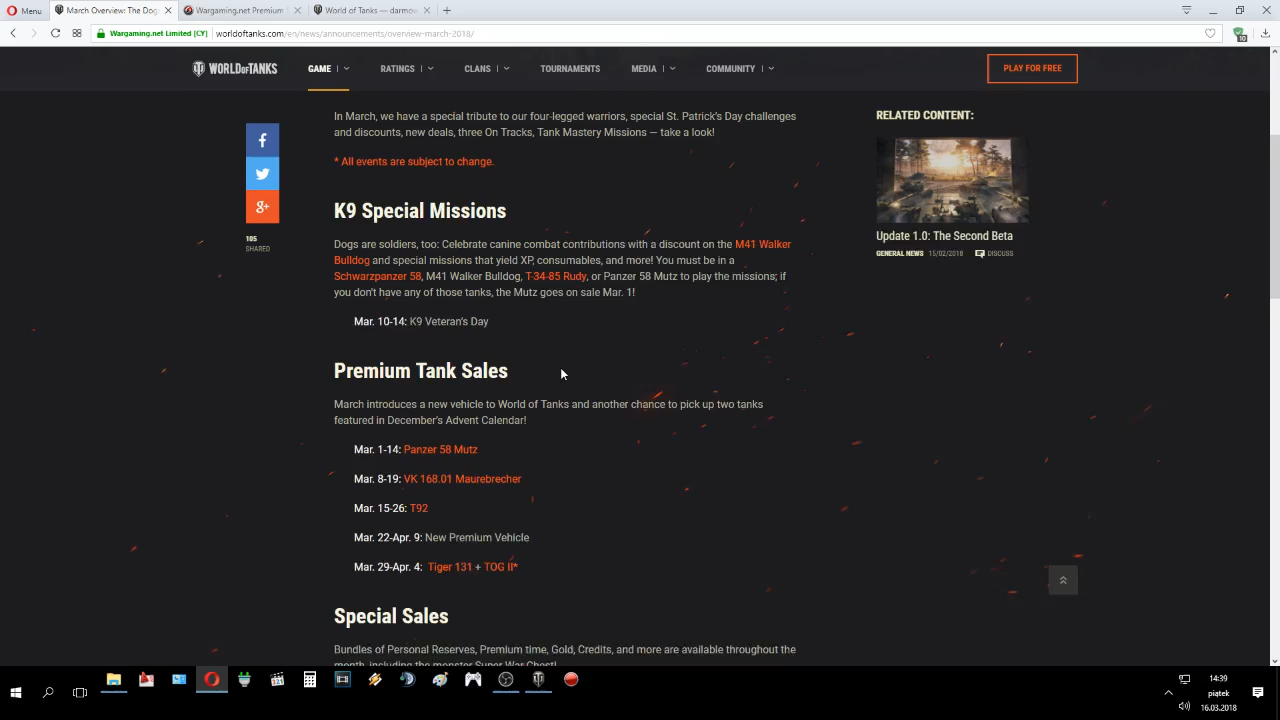 Menu
March Overview: The Dog
Wargaming.net Premium
World of Tanks — darmow
Wargaming.net Limited [CY]
worldoftanks.com/en/news/announcements/overview-march-2018/
10
WORLD OF TANKS
GAME
RATINGS
CLANS
TOURNAMENTS
MEDIA
COMMUNITY
PLAY FOR FREE
In March, we have a special tribute to our four-legged warriors, special St. Patrick's Day challenges
and discounts, new deals, three On Tracks, Tank Mastery Missions — take a look!
* All events are subject to change.
105
SHARED
K9 Special Missions
Dogs are soldiers, too: Celebrate canine combat contributions with a discount on the M41 Walker
Bulldog and special missions that yield XP, consumables, and more! You must be in a
Schwarzpanzer 58, M41 Walker Bulldog, T-34-85 Rudy, or Panzer 58 Mutz to play the missions; if
you don't have any of those tanks, the Mutz goes on sale Mar. 1!
Mar. 10-14: K9 Veteran's Day
Premium Tank Sales
March introduces a new vehicle to World of Tanks and another chance to pick up two tanks
featured in December's Advent Calendar!
Mar. 1-14: Panzer 58 Mutz
Mar. 8-19: VK 168.01 Mauerbrecher
Mar. 15-26: T92
Mar. 22-Apr. 9: New Premium Vehicle
Mar. 29-Apr. 4: Tiger 131 + TOG II*
Special Sales
Bundles of Personal Reserves, Premium time, Gold, Credits, and more are available throughout the
month, including the monster Super War Chest!
RELATED CONTENT:
Update 1.0: The Second Beta
GENERAL NEWS 15/02/2018 DISCUSS
14:39
piątek
16.03.2018